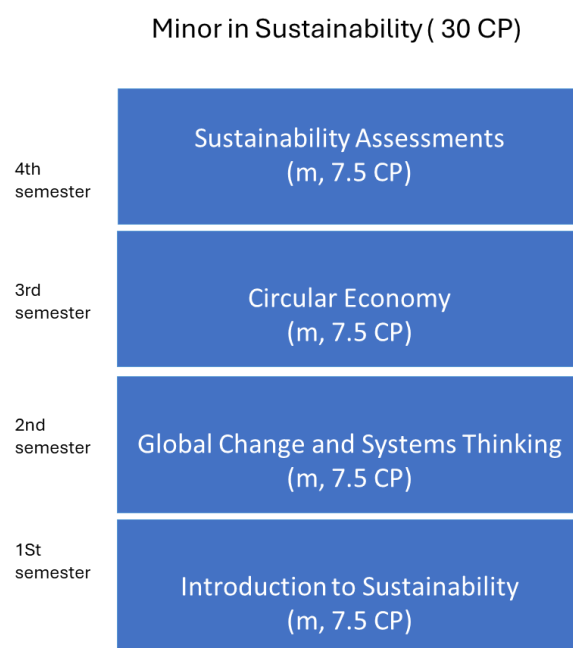 Minor in Sustainability ( 30 CP)
4th
semester
Sustainability Assessments
(m, 7.5 CP)
3rd
semester
Circular Economy
(m, 7.5 CP)
2nd
semester
Global Change and Systems Thinking
(m, 7.5 CP)
1St
semester
Introduction to Sustainability
(m, 7.5 CP)